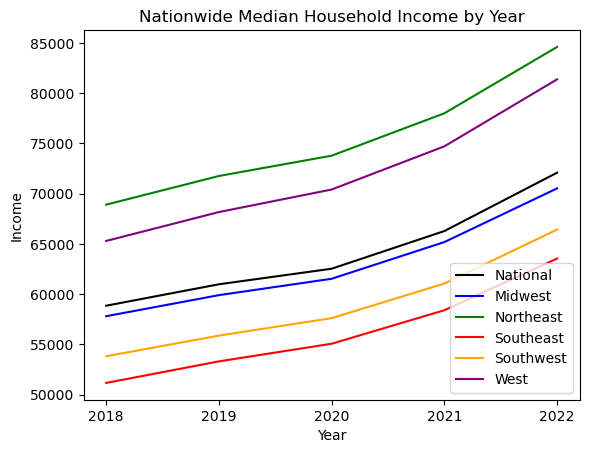 Nationwide Median Household Income by Year
Income
85000
80000
75000
70000
65000
60000
55000
50000
National
Midwest
Northeast
Southeast
Southwest
West
2018 2019 2020 2021 2022
Year